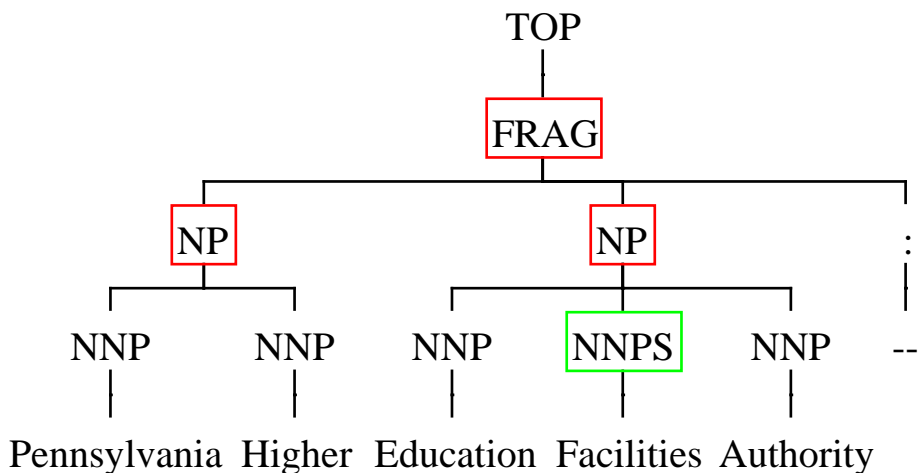 TOP
FRAG
NP NP :
NNP NNP NNP NNPS NNP --
Pennsylvania Higher Education Facilities Authority